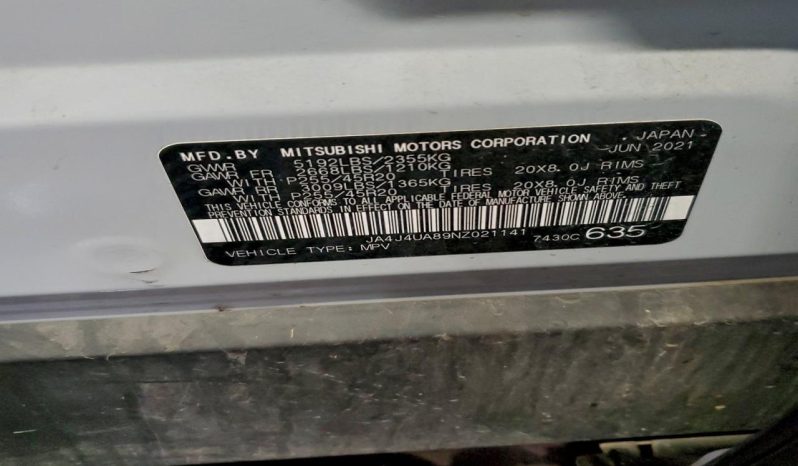 MFD.BY MITSUBISHI MOTORS CORPORATION JAPAN
GVWR 5192LBS/2355KG JUN 2021
GAWR FR 2668LBS/1210KG
WITH P255/45R20 TIRES 20X8.0J RIMS
GAWR RR 3009LBS/1365KG
WITH P255/45R20 TIRES 20X8.0J RIMS
THIS VEHICLE CONFORMS TO ALL APPLICABLE FEDERAL MOTOR VEHICLE SAFETY AND THEFT
PREVENTION STANDARDS IN EFFECT ON THE DATE OF MANUFACTURE SHOWN ABOVE.
JA4J4UA89NZ021141 7430C 635
VEHICLE TYPE: MPV